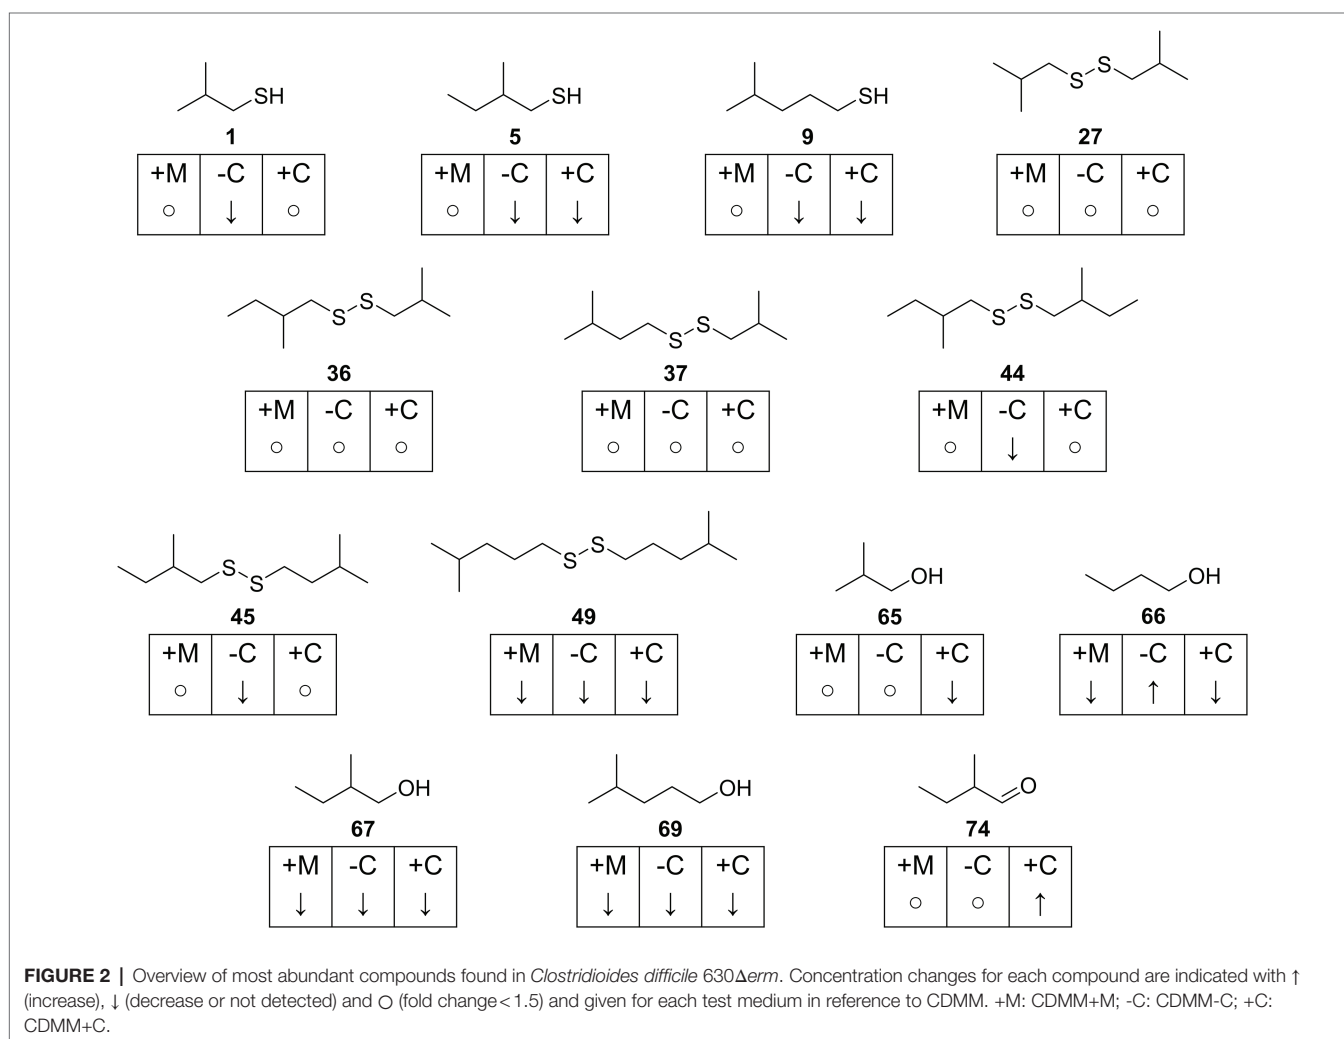 SH
SH
SH
S S
1
5
9
27
+M -C +C
+M -C +C
+M -C +C
+M -C +C
○ ↓ ○
○ ↓ ↓
○ ↓ ↓
○ ○ ○
S S
S S
S S
36
37
44
+M -C +C
+M -C +C
+M -C +C
○ ○ ○
○ ○ ○
○ ↓ ○
S S
S S
OH
OH
45
49
65
66
+M -C +C
+M -C +C
+M -C +C
+M -C +C
○ ↓ ○
↓ ↓ ↓
○ ○ ↓
↓ ↑ ↓
OH
OH
O
67
69
74
+M -C +C
+M -C +C
+M -C +C
↓ ↓ ↓
↓ ↓ ↓
○ ○ ↑
FIGURE 2 | Overview of most abundant compounds found in Clostridioides difficile 630Δerm. Concentration changes for each compound are indicated with ↑
(increase), ↓ (decrease or not detected) and ○ (fold change<1.5) and given for each test medium in reference to CDMM. +M: CDMM+M; -C: CDMM-C; +C:
CDMM+C.